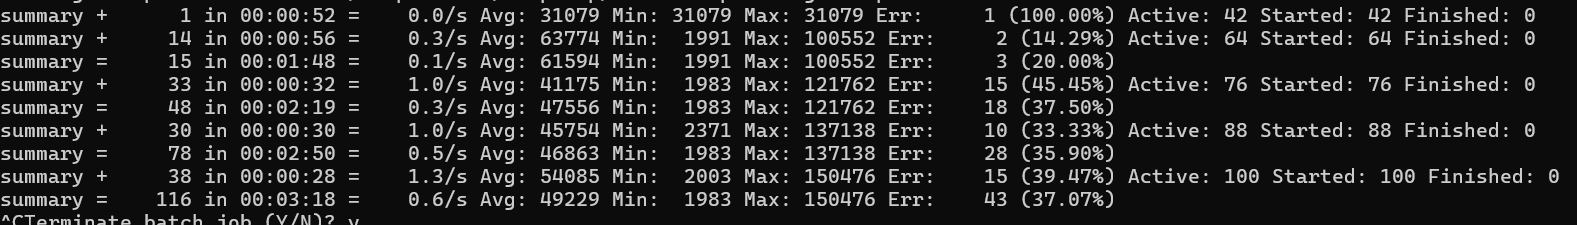 summary +      1 in 00:00:52 =    0.0/s Avg: 31079 Min: 31079 Max: 31079 Err:     1 (100.00%) Active: 42 Started: 42 Finished: 0
summary +     14 in 00:00:56 =    0.3/s Avg: 63774 Min:  1991 Max: 100552 Err:     2 (14.29%) Active: 64 Started: 64 Finished: 0
summary =     15 in 00:01:48 =    0.1/s Avg: 61594 Min:  1991 Max: 100552 Err:     3 (20.00%)
summary +     33 in 00:00:32 =    1.0/s Avg: 41175 Min:  1983 Max: 121762 Err:    15 (45.45%) Active: 76 Started: 76 Finished: 0
summary =     48 in 00:02:19 =    0.3/s Avg: 47556 Min:  1983 Max: 121762 Err:    18 (37.50%)
summary +     30 in 00:00:30 =    1.0/s Avg: 45754 Min:  2371 Max: 137138 Err:    10 (33.33%) Active: 88 Started: 88 Finished: 0
summary =     78 in 00:02:50 =    0.5/s Avg: 46863 Min:  1983 Max: 137138 Err:    28 (35.90%)
summary +     38 in 00:00:28 =    1.3/s Avg: 54085 Min:  2003 Max: 150476 Err:    15 (39.47%) Active: 100 Started: 100 Finished: 0
summary =    116 in 00:03:18 =    0.6/s Avg: 49229 Min:  1983 Max: 150476 Err:    43 (37.07%)
^CTerminate batch job (Y/N)? y